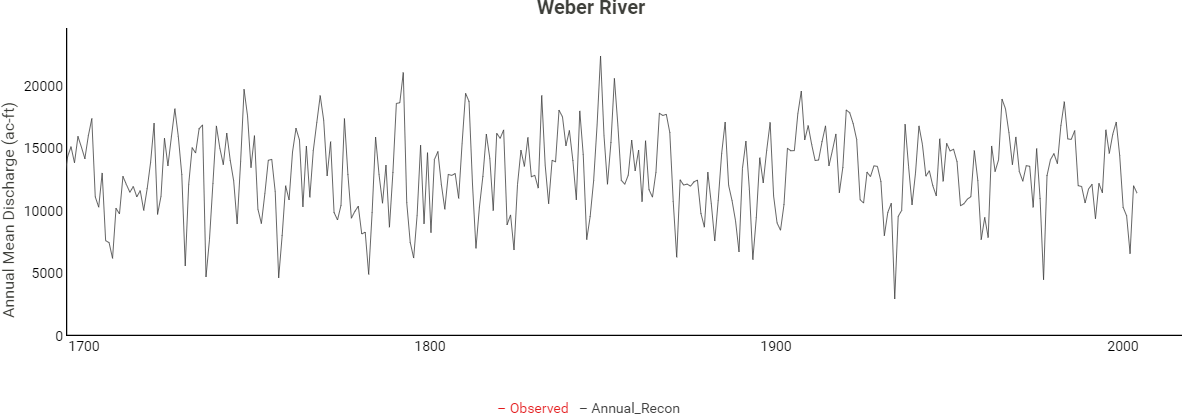 Weber River
Annual Mean Discharge (ac-ft)
20000
15000
10000
5000
0
1700 1800 1900 2000
– Observed – Annual_Recon